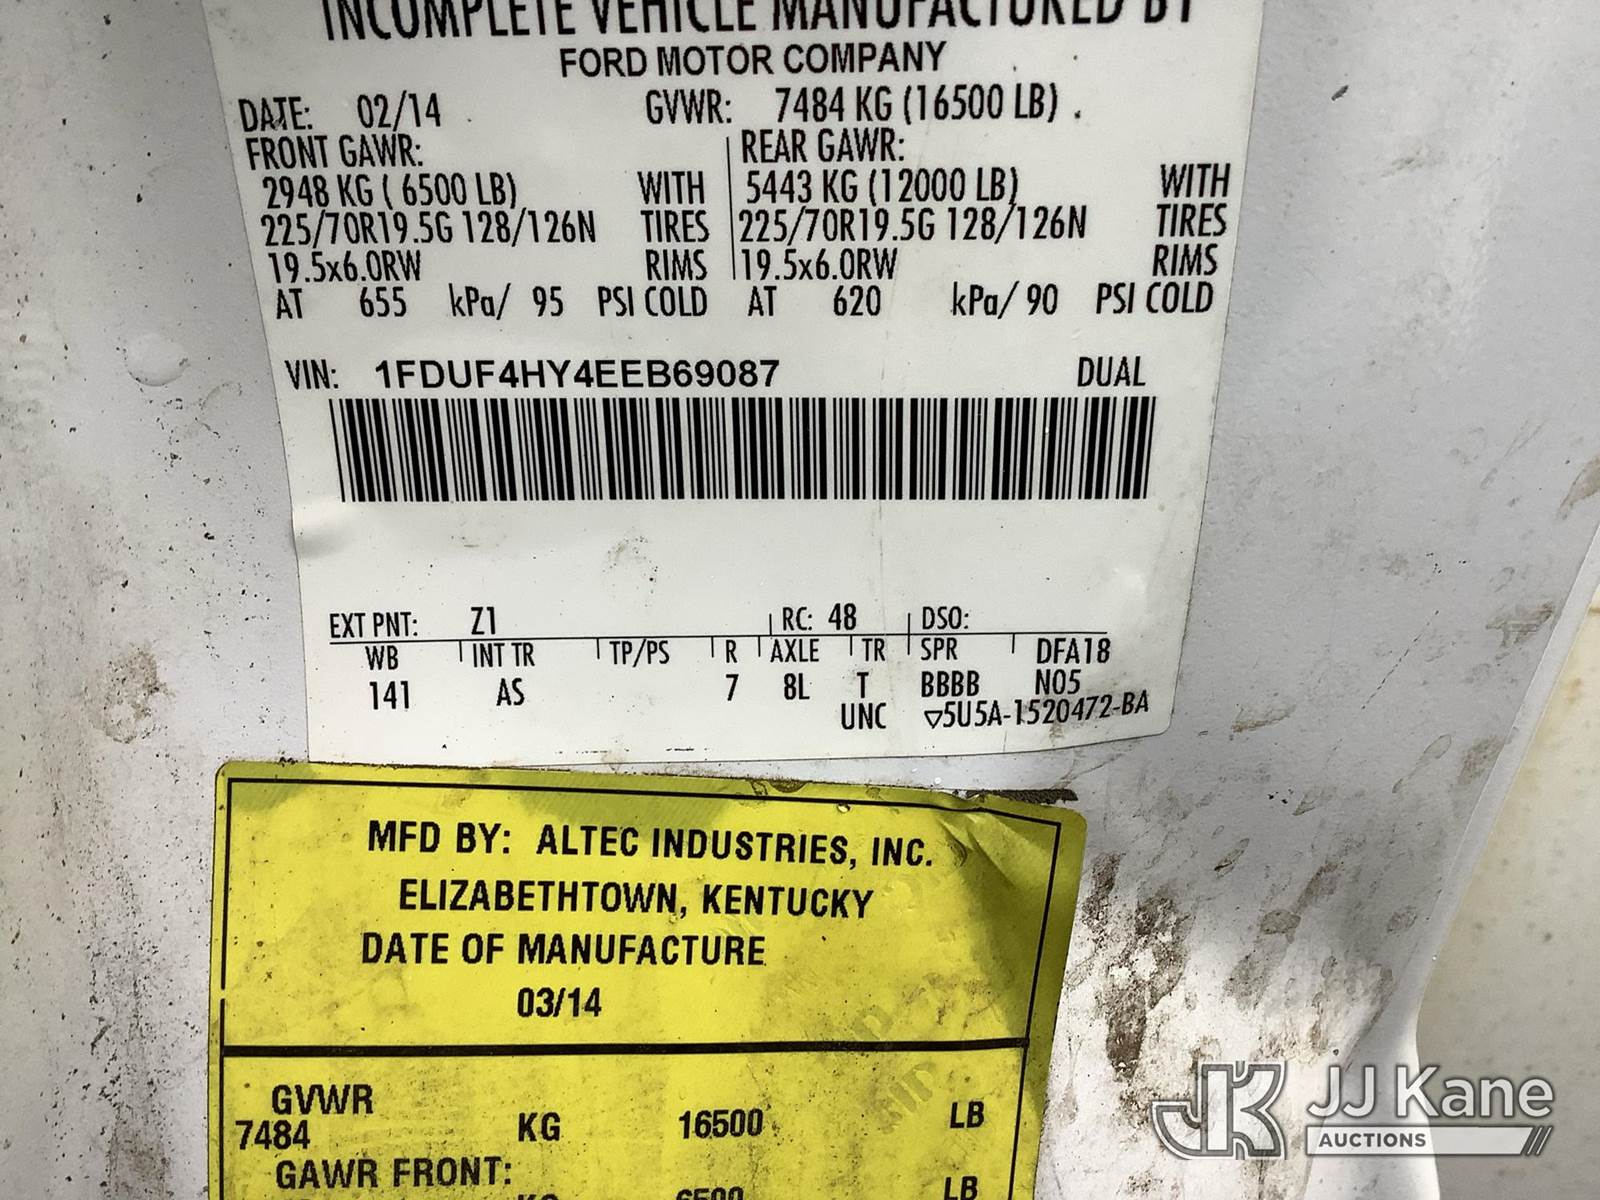 INCOMPLETE VEHICLE MANUFACTURED BY
FORD MOTOR COMPANY
DATE: 02/14 GVWR: 7484 KG (16500 LB)
FRONT GAWR: REAR GAWR:
2948 KG ( 6500 LB) WITH 5443 KG (12000 LB) WITH
225/70R19.5G 128/126N TIRES 225/70R19.5G 128/126N TIRES
19.5x6.0RW RIMS 19.5x6.0RW RIMS
AT 655 kPa/ 95 PSI COLD AT 620 kPa/ 90 PSI COLD
VIN: 1FDUF4HY4EEB69087 DUAL
EXT PNT: Z1 RC: 48 DSO:
WB INT TR TP/PS R AXLE TR SPR DFA18
141 AS 7 8L T BBBB N05
UNC ▽5U5A-1520472-BA
MFD BY: ALTEC INDUSTRIES, INC.
ELIZABETHTOWN, KENTUCKY
DATE OF MANUFACTURE
03/14
GVWR
7484 KG 16500 LB
GAWR FRONT:
KG 6500 LB
JK JJ Kane
AUCTIONS